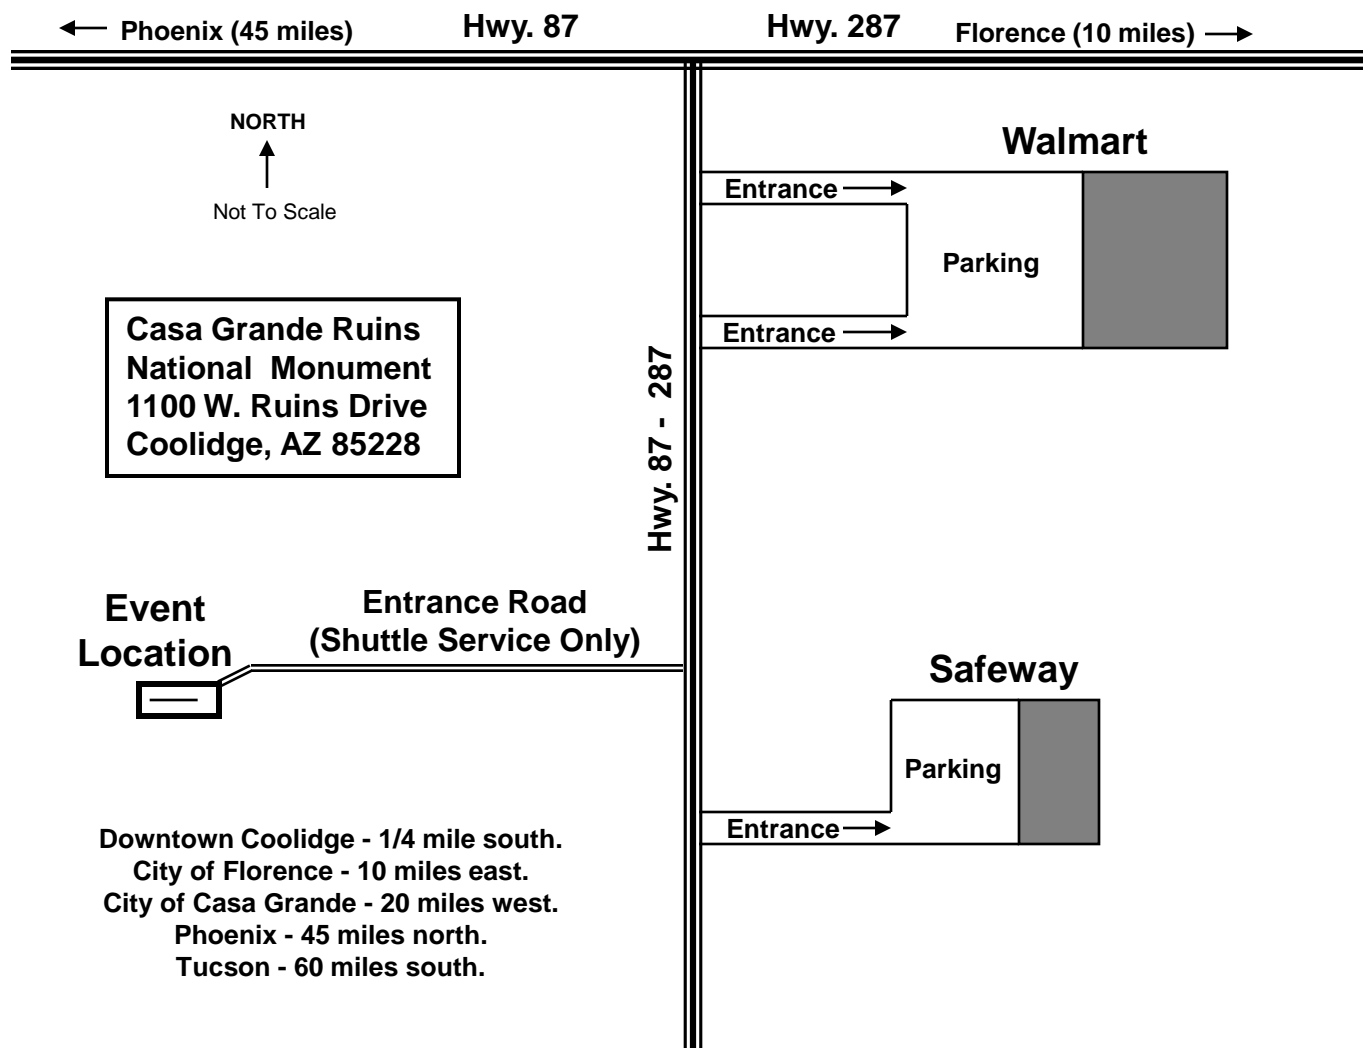 Phoenix (45 miles)
Hwy. 87
Hwy. 287
Florence (10 miles)
NORTH
Not To Scale
Walmart
Entrance
Parking
Entrance
Casa Grande Ruins
National Monument
1100 W. Ruins Drive
Coolidge, AZ 85228
Hwy. 87 - 287
Event
Location
Entrance Road
(Shuttle Service Only)
Safeway
Parking
Entrance
Downtown Coolidge - 1/4 mile south.
City of Florence - 10 miles east.
City of Casa Grande - 20 miles west.
Phoenix - 45 miles north.
Tucson - 60 miles south.